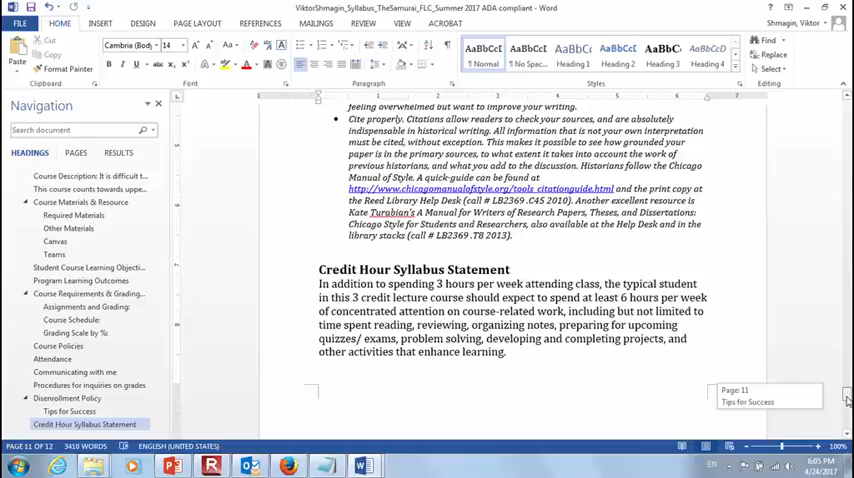 ViktorShmagin_Syllabus_TheSamurai_FLC_Summer 2017 ADA compliant - Word
FILE HOME INSERT DESIGN PAGE LAYOUT REFERENCES MAILINGS REVIEW VIEW ACROBAT Shmagin, Viktor
Paste
Cut
Copy
Format Painter
Cambria (Body) 14
AaBbCcI AaBbCcI AaBbCcI AaBbCcI AaBbCcI AaBbCcI
¶ Normal ¶ No Spac... Heading 1 Heading 2 Heading 3 Heading 4
Find
Replace
Select
Clipboard Font Paragraph Styles Editing
Navigation
Search document
HEADINGS PAGES RESULTS
Course Description: It is difficult t...
This course counts towards uppe...
Course Materials & Resource
Required Materials
Other Materials
Canvas
Teams
Student Course Learning Objecti...
Program Learning Outcomes:
Course Requirements & Grading...
Assignments and Grading:
Course Schedule:
Grading Scale by %:
Course Policies
Attendance
Communicating with me
Procedures for inquiries on grades
Disenrollment Policy
Tips for Success
Credit Hour Syllabus Statement
1 2 3 4 5 6 7
feeling overwhelmed but want to improve your writing.
• Cite properly. Citations allow readers to check your sources, and are absolutely
indispensable in historical writing. All information that is not your own interpretation
must be cited, without exception. This makes it possible to see how grounded your
paper is in the primary sources, to what extent it takes into account the work of
previous historians, and what you add to the discussion. Historians follow the Chicago
Manual of Style. A quick-guide can be found at
http://www.chicagomanualofstyle.org/tools_citationguide.html and the print copy at
the Reed Library Help Desk (call # LB2369 .C45 2010). Another excellent resource is
Kate Turabian's A Manual for Writers of Research Papers, Theses, and Dissertations:
Chicago Style for Students and Researchers, also available at the Help Desk and in the
library stacks (call # LB2369 .T8 2013).
Credit Hour Syllabus Statement
In addition to spending 3 hours per week attending class, the typical student
in this 3 credit lecture course should expect to spend at least 6 hours per week
of concentrated attention on course-related work, including but not limited to
time spent reading, reviewing, organizing notes, preparing for upcoming
quizzes/ exams, problem solving, developing and completing projects, and
other activities that enhance learning.
Page: 11
Tips for Success
PAGE 11 OF 12 3410 WORDS ENGLISH (UNITED STATES) 100%
EN 6:05 PM
4/24/2017